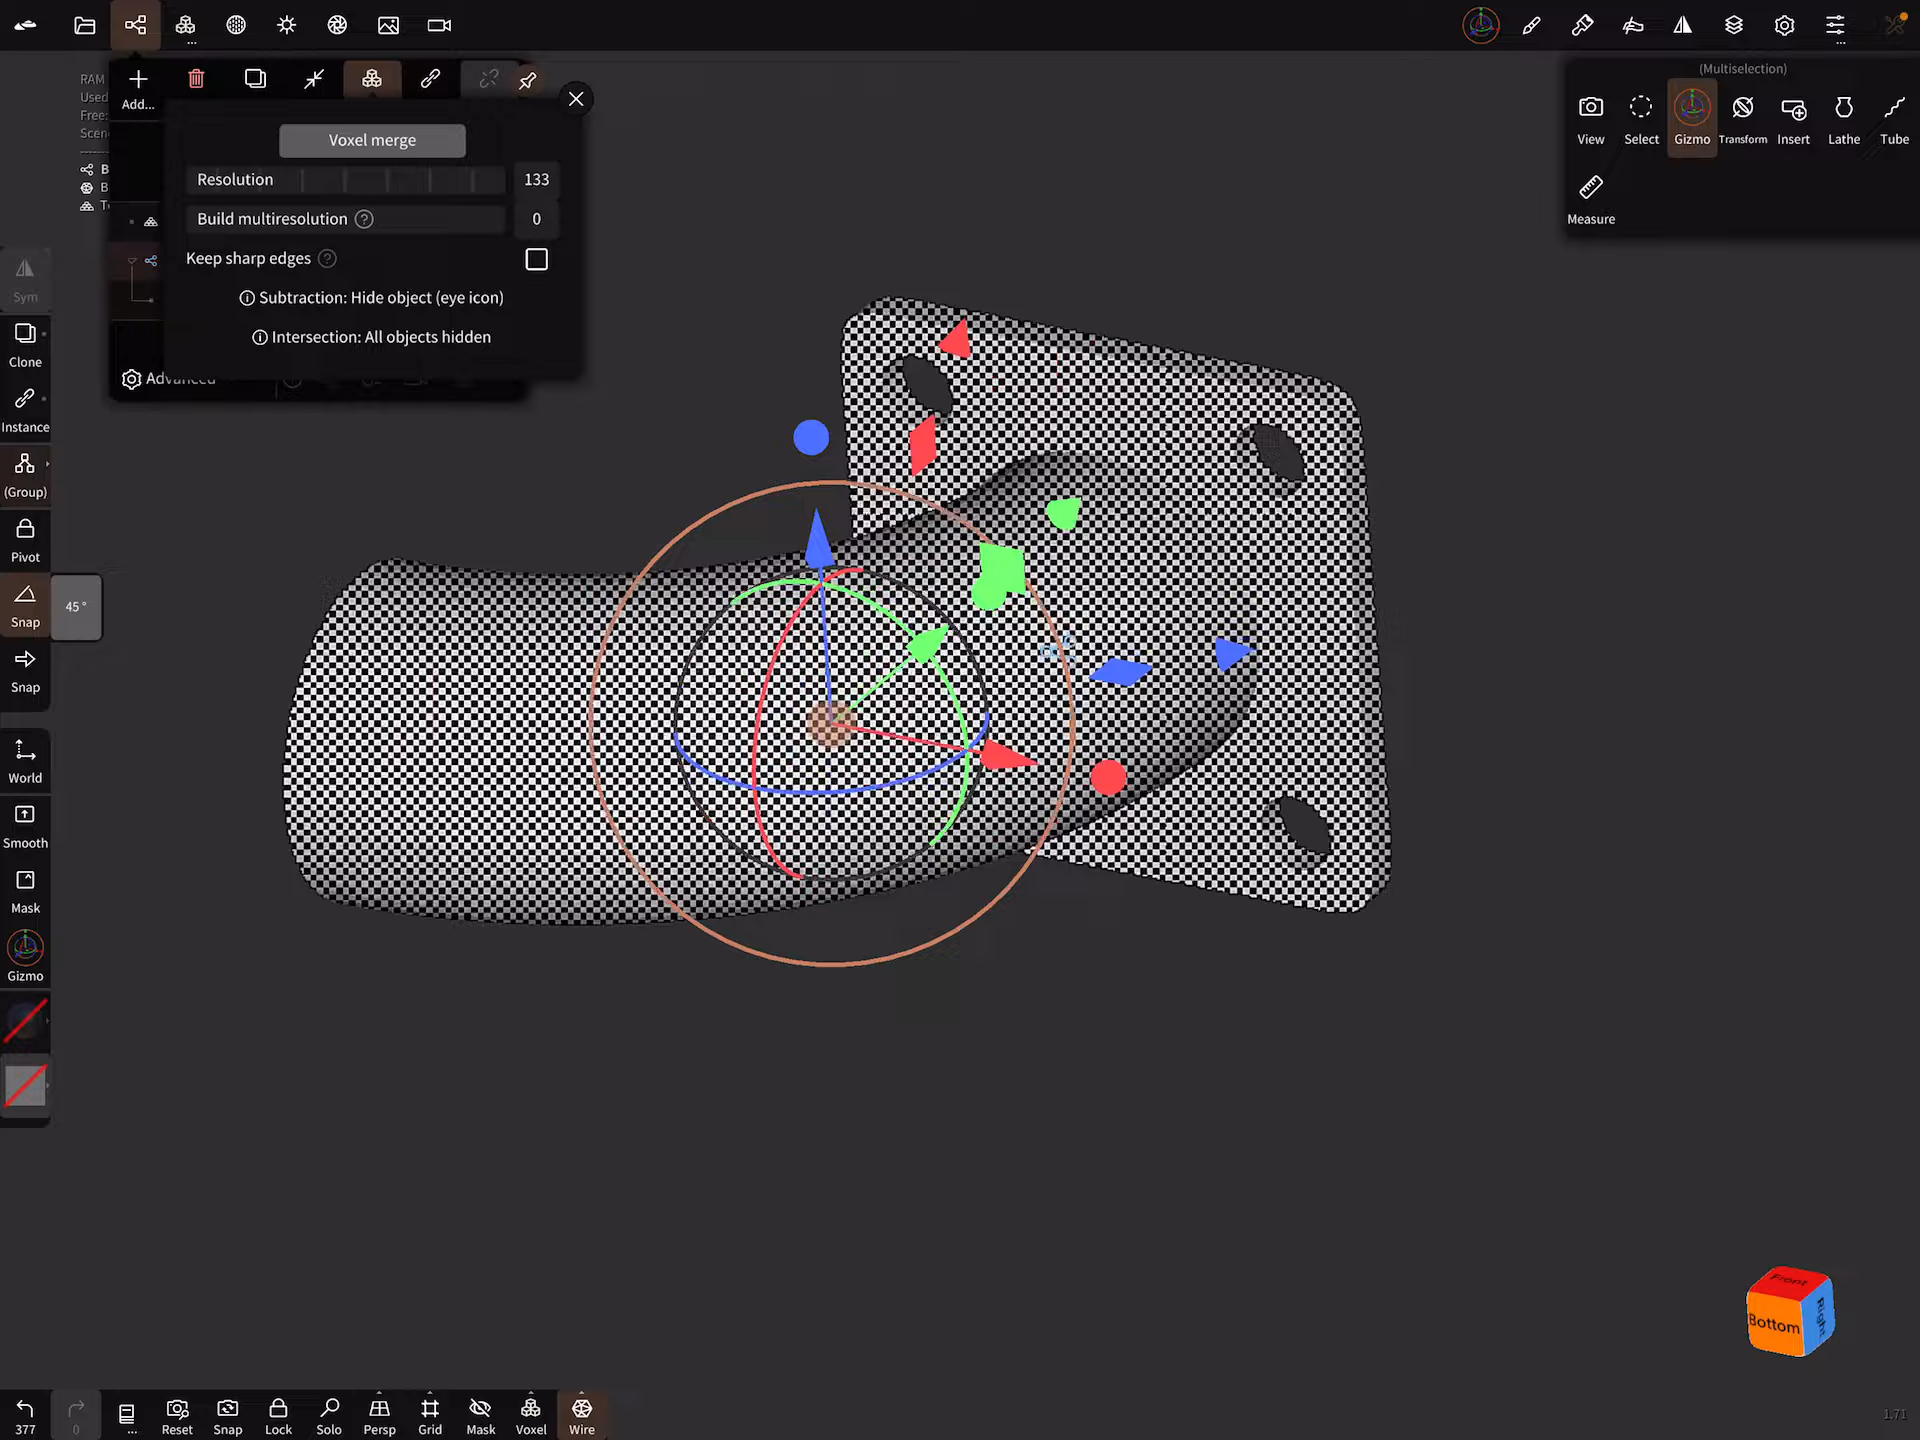 RAM
Used
Free:
Scen
B
B
T
Add...
Voxel merge
Resolution 133
Build multiresolution ? 0
Keep sharp edges ?
Subtraction: Hide object (eye icon)
Intersection: All objects hidden
Advanced
(Multiselection)
View Select Gizmo Transform Insert Lathe Tube
Measure
Sym
Clone
Instance
(Group)
Pivot
Snap
45°
Snap
World
Smooth
Mask
Gizmo
Front
Bottom
Right
377 0 ... Reset Snap Lock Solo Persp Grid Mask Voxel Wire
1.71